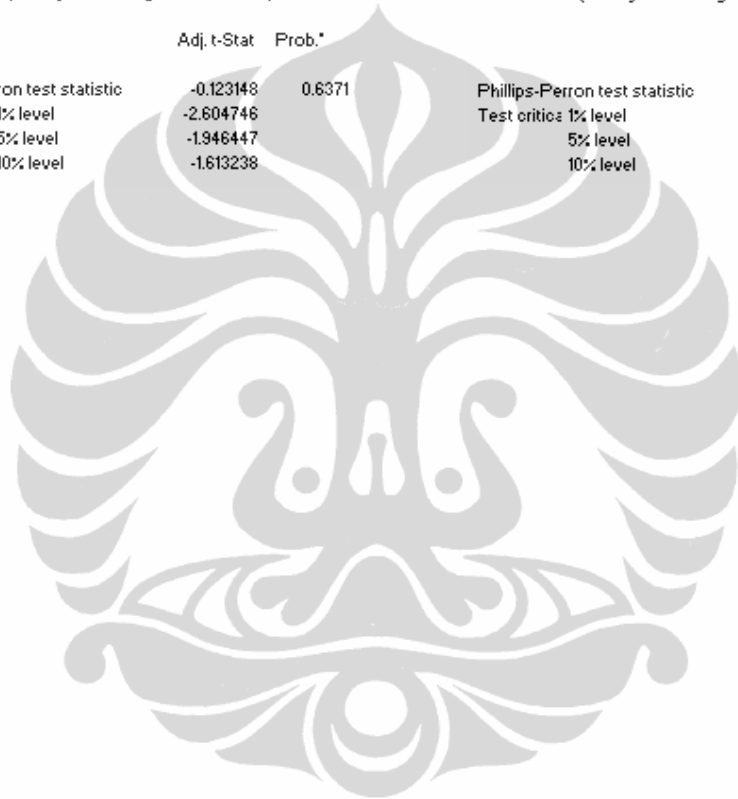 Adj. t-Stat Prob.*
on test statistic -0.123148 0.6371 Phillips-Perron test statistic
1% level -2.604746 Test critica 1% level
5% level -1.946447 5% level
10% level -1.613238 10% level